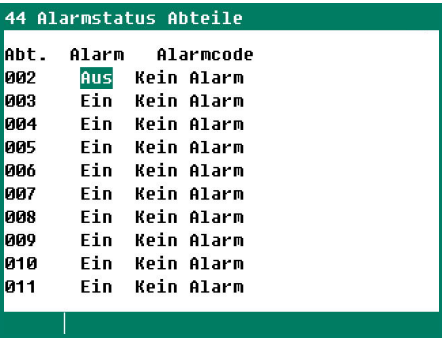 44 Alarmstatus Abteile
Abt. Alarm Alarmcode
002 Aus Kein Alarm
003 Ein Kein Alarm
004 Ein Kein Alarm
005 Ein Kein Alarm
006 Ein Kein Alarm
007 Ein Kein Alarm
008 Ein Kein Alarm
009 Ein Kein Alarm
010 Ein Kein Alarm
011 Ein Kein Alarm